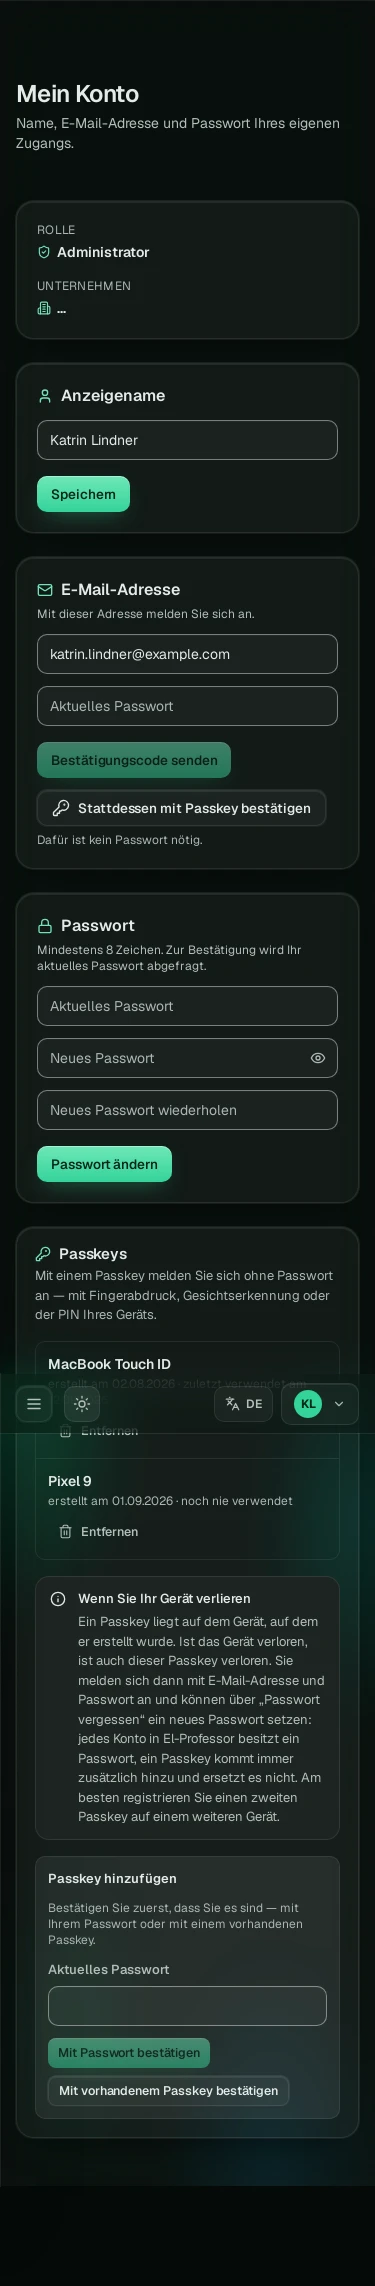 Mein Konto
Name, E-Mail-Adresse und Passwort Ihres eigenen
Zugangs.
ROLLE
Administrator
UNTERNEHMEN
...
Anzeigename
Katrin Lindner
Speichern
E-Mail-Adresse
Mit dieser Adresse melden Sie sich an.
katrin.lindner@example.com
Aktuelles Passwort
Bestätigungscode senden
Stattdessen mit Passkey bestätigen
Dafür ist kein Passwort nötig.
Passwort
Mindestens 8 Zeichen. Zur Bestätigung wird Ihr
aktuelles Passwort abgefragt.
Aktuelles Passwort
Neues Passwort
Neues Passwort wiederholen
Passwort ändern
Passkeys
Mit einem Passkey melden Sie sich ohne Passwort
an — mit Fingerabdruck, Gesichtserkennung oder
der PIN Ihres Geräts.
MacBook Touch ID
erstellt am 02.08.2026 · zuletzt verwendet am
DE
KL
Entfernen
Pixel 9
erstellt am 01.09.2026 · noch nie verwendet
Entfernen
Wenn Sie Ihr Gerät verlieren
Ein Passkey liegt auf dem Gerät, auf dem
er erstellt wurde. Ist das Gerät verloren,
ist auch dieser Passkey verloren. Sie
melden sich dann mit E-Mail-Adresse und
Passwort an und können über „Passwort
vergessen“ ein neues Passwort setzen:
jedes Konto in El-Professor besitzt ein
Passwort, ein Passkey kommt immer
zusätzlich hinzu und ersetzt es nicht. Am
besten registrieren Sie einen zweiten
Passkey auf einem weiteren Gerät.
Passkey hinzufügen
Bestätigen Sie zuerst, dass Sie es sind — mit
Ihrem Passwort oder mit einem vorhandenen
Passkey.
Aktuelles Passwort
Mit Passwort bestätigen
Mit vorhandenem Passkey bestätigen